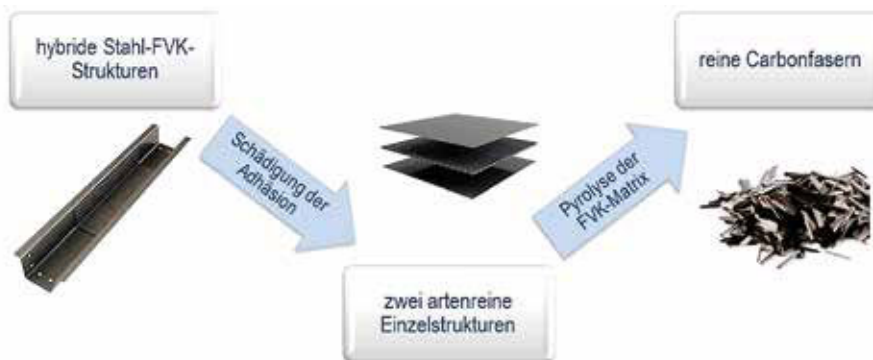 hybride Stahl-FVK-
Strukturen
Schädigung der
Adhäsion
zwei artenreine
Einzelstrukturen
Pyrolyse der
FVK-Matrix
reine Carbonfasern